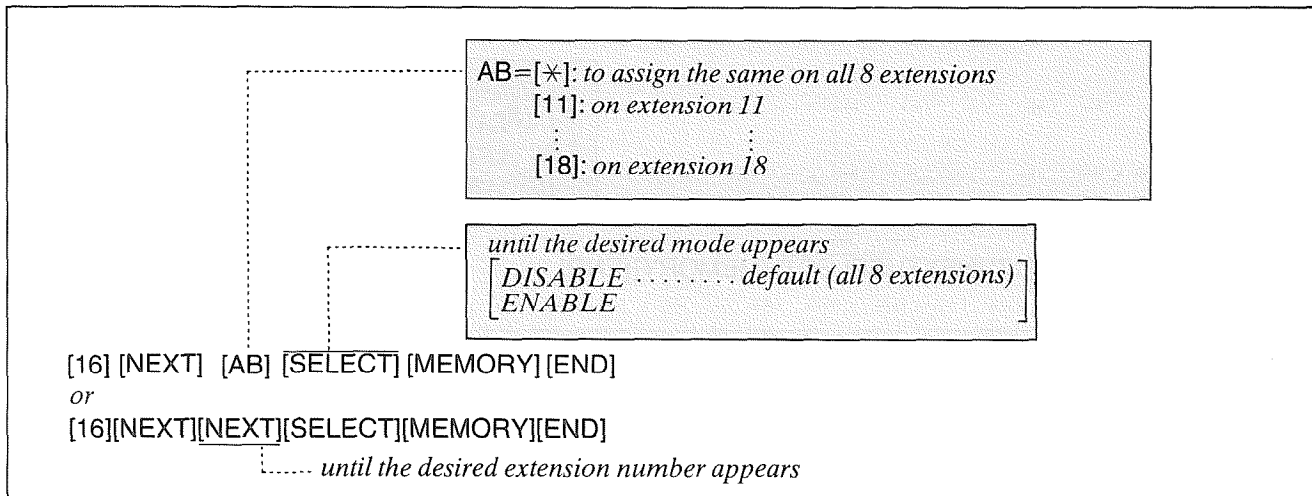 AB=[✳]: to assign the same on all 8 extensions
[11]: on extension 11
⋮ ⋮
[18]: on extension 18
until the desired mode appears
DISABLE ........ default (all 8 extensions)
ENABLE
[16] [NEXT] [AB] [SELECT] [MEMORY] [END]
or
[16][NEXT][NEXT][SELECT][MEMORY][END]
until the desired extension number appears